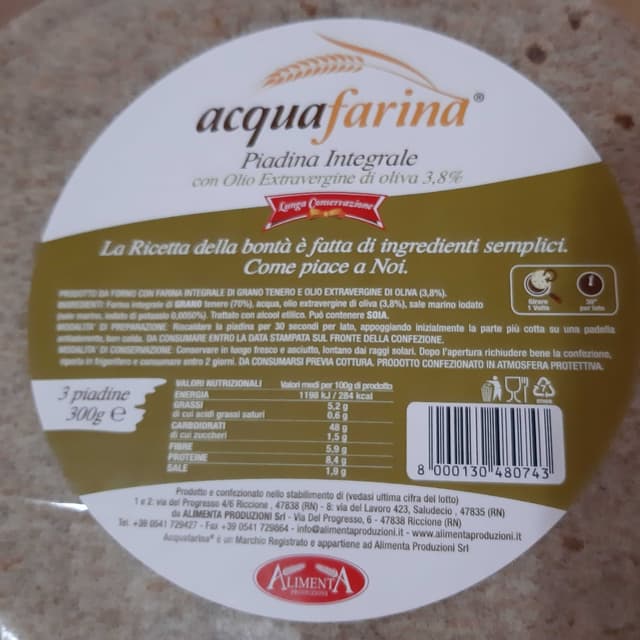 acquafarina®
Piadina Integrale
con Olio Extravergine di oliva 3,8%
Lunga Conservazione
La Ricetta della bontà è fatta di ingredienti semplici.
Come piace a Noi.
PRODOTTO DA FORNO CON FARINA INTEGRALE DI GRANO TENERO E OLIO EXTRAVERGINE DI OLIVA (3,8%).
INGREDIENTI: Farina integrale di GRANO tenero (70%), acqua, olio extravergine di oliva (3,8%), sale marino iodato
(sale marino, iodato di potassio 0,0050%). Trattato con alcool etilico. Può contenere SOIA.
MODALITA' DI PREPARAZIONE: Riscaldare la piadina per 30 secondi per lato, appoggiando inizialmente la parte più cotta su una padella
antiaderente, ben calda. DA CONSUMARE ENTRO LA DATA STAMPATA SUL FRONTE DELLA CONFEZIONE.
MODALITA' DI CONSERVAZIONE: Conservare in luogo fresco e asciutto, lontano dai raggi solari. Dopo l'apertura richiudere bene la confezione,
riporre in frigorifero e consumare entro 2 giorni. DA CONSUMARSI PREVIA COTTURA. PRODOTTO CONFEZIONATO IN ATMOSFERA PROTETTIVA.
Girare
1 Volta
30"
per lato
3 piadine
300g e
VALORI NUTRIZIONALI Valori medi per 100g di prodotto
ENERGIA 1198 kJ / 284 kcal
GRASSI 5,2 g
di cui acidi grassi saturi 0,6 g
CARBOIDRATI 48 g
di cui zuccheri 1,5 g
FIBRE 5,9 g
PROTEINE 8,4 g
SALE 1,9 g
8 000130 480743
Prodotto e confezionato nello stabilimento di (vedasi ultima cifra del lotto)
1 e 2: via del Progresso 4/6 Riccione , 47838 (RN) - 8: via del Lavoro 423, Saludecio , 47835 (RN)
da ALIMENTA PRODUZIONI Srl - Via Del Progresso, 6 - 47838 Riccione (RN)
Tel. +39 0541 729427 - Fax +39 0541 729864 - info@alimentaproduzioni.it - www.alimentaproduzioni.it
Acquafarina® è un Marchio Registrato e appartiene ad Alimenta Produzioni Srl
ALIMENTA
PRODUZIONI